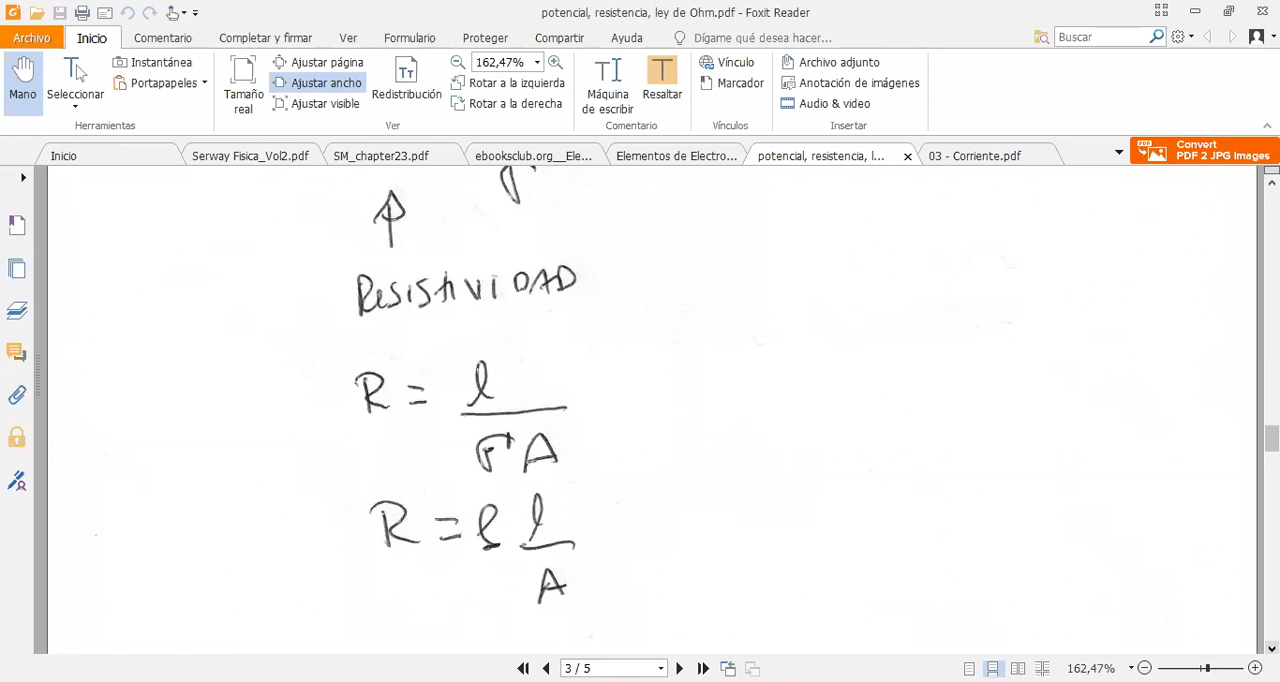 potencial, resistencia, ley de Ohm.pdf - Foxit Reader
Archivo Inicio Comentario Completar y firmar Ver Formulario Proteger Compartir Ayuda Dígame qué desea hacer... Buscar
Mano
Seleccionar
Instantánea
Portapapeles
Herramientas
Tamaño real
Ajustar página
Ajustar ancho
Ajustar visible
Redistribución
162,47%
Rotar a la izquierda
Rotar a la derecha
Ver
Máquina de escribir
Resaltar
Comentario
Vínculo
Marcador
Vínculos
Archivo adjunto
Anotación de imágenes
Audio & video
Insertar
Inicio Serway Fisica_Vol2.pdf SM_chapter23.pdf ebooksclub.org__Ele... Elementos de Electro... potencial, resistencia, l... 03 - Corriente.pdf
Convert
PDF 2 JPG Images
RESISTIVIDAD
R = l / σ A
R = ρ l / A
3 / 5
162,47%